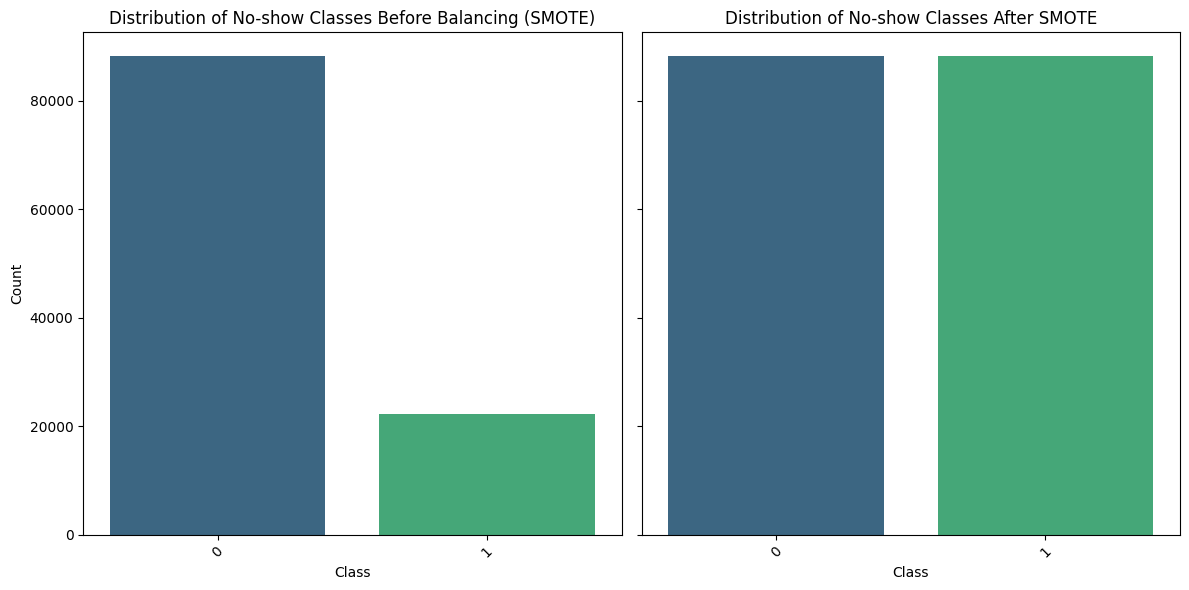 Distribution of No-show Classes Before Balancing (SMOTE)
Count
80000
60000
40000
20000
0
0
1
Class
Distribution of No-show Classes After SMOTE
0
1
Class